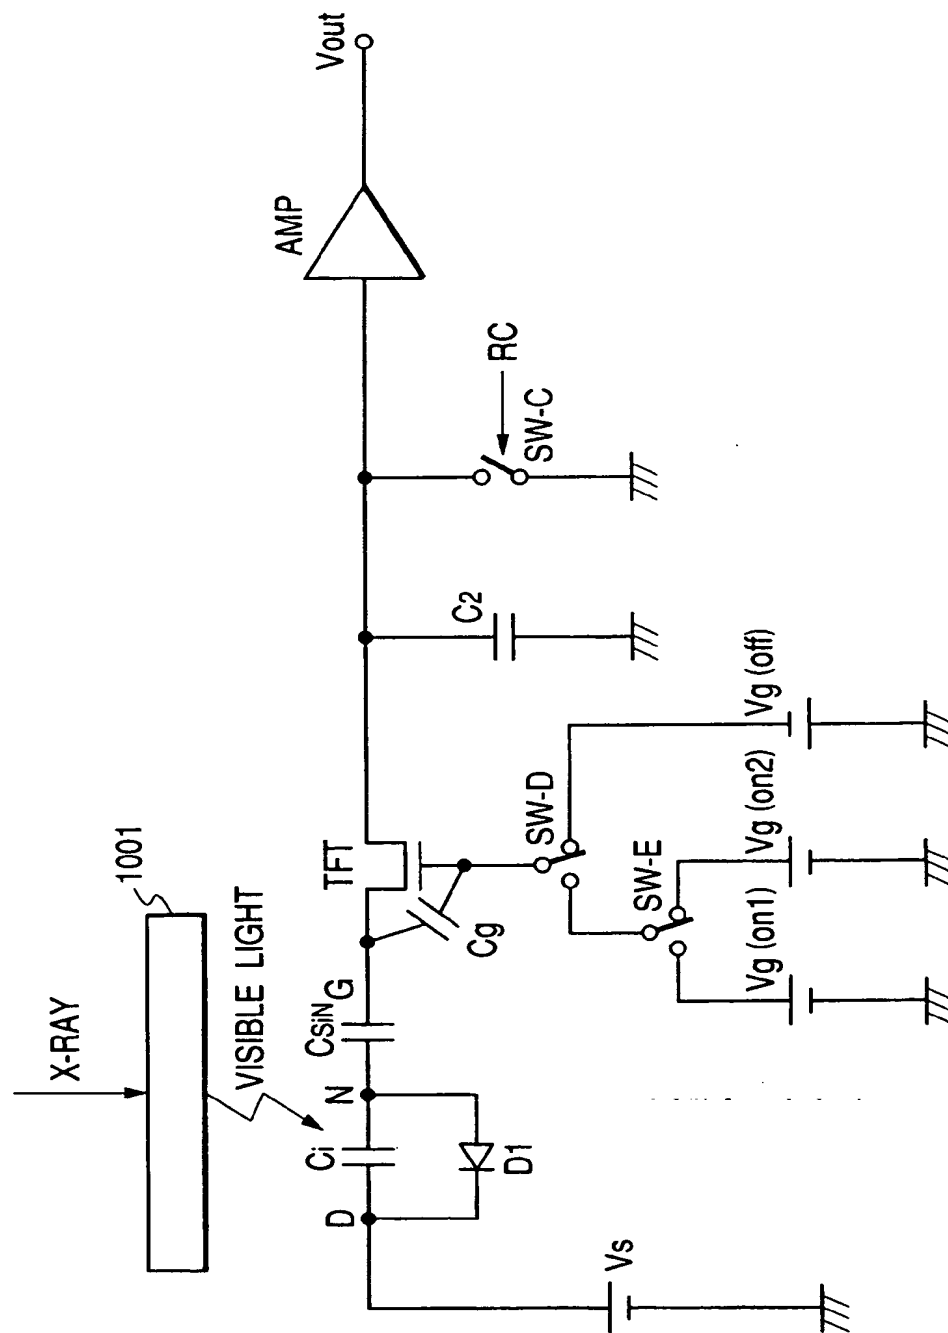 X-RAY
1001
VISIBLE LIGHT
Vout
AMP
RC
SW-C
C2
TFT
Cg
G
CSiN
N
Ci
D
D1
SW-D
SW-E
Vg (off)
Vg (on2)
Vg (on1)
Vs